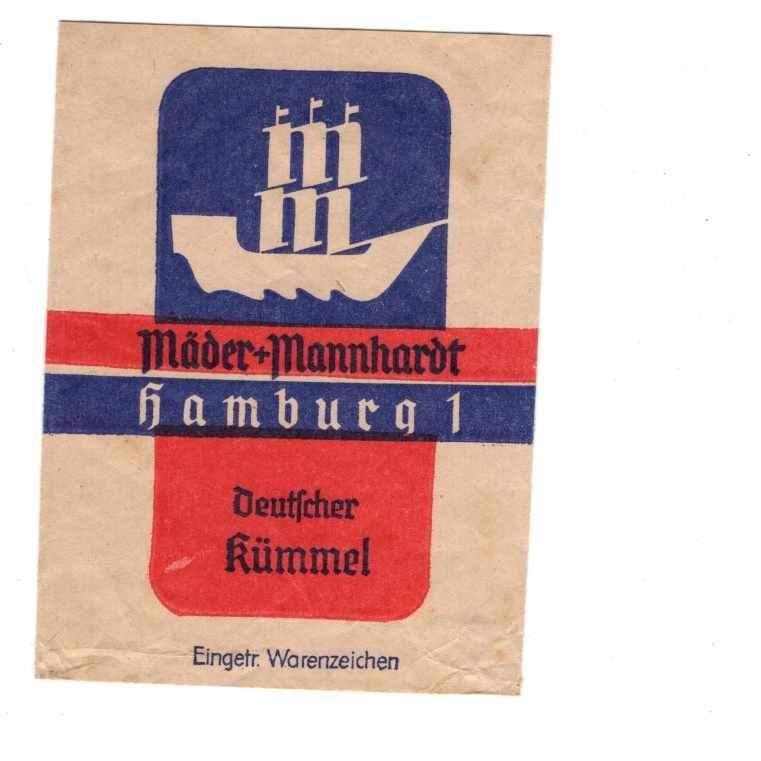 m
m
Mäder+Mannhardt
Hamburg 1
Deutscher
Kümmel
Eingetr. Warenzeichen